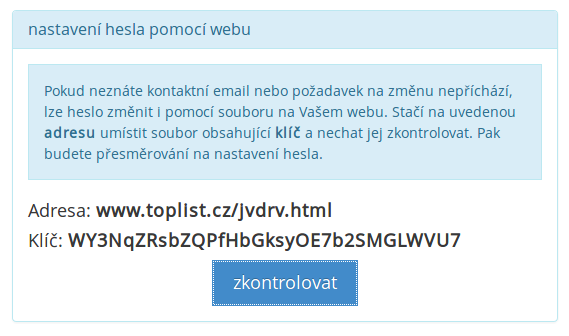 nastavení hesla pomocí webu
Pokud neznáte kontaktní email nebo požadavek na změnu nepříchází,
lze heslo změnit i pomocí souboru na Vašem webu. Stačí na uvedenou
adresu umístit soubor obsahující klíč a nechat jej zkontrolovat. Pak
budete přesměrování na nastavení hesla.
Adresa: www.toplist.cz/jvdrv.html
Klíč: WY3NqZRsbZQPfHbGksyOE7b2SMGLWVU7
zkontrolovat